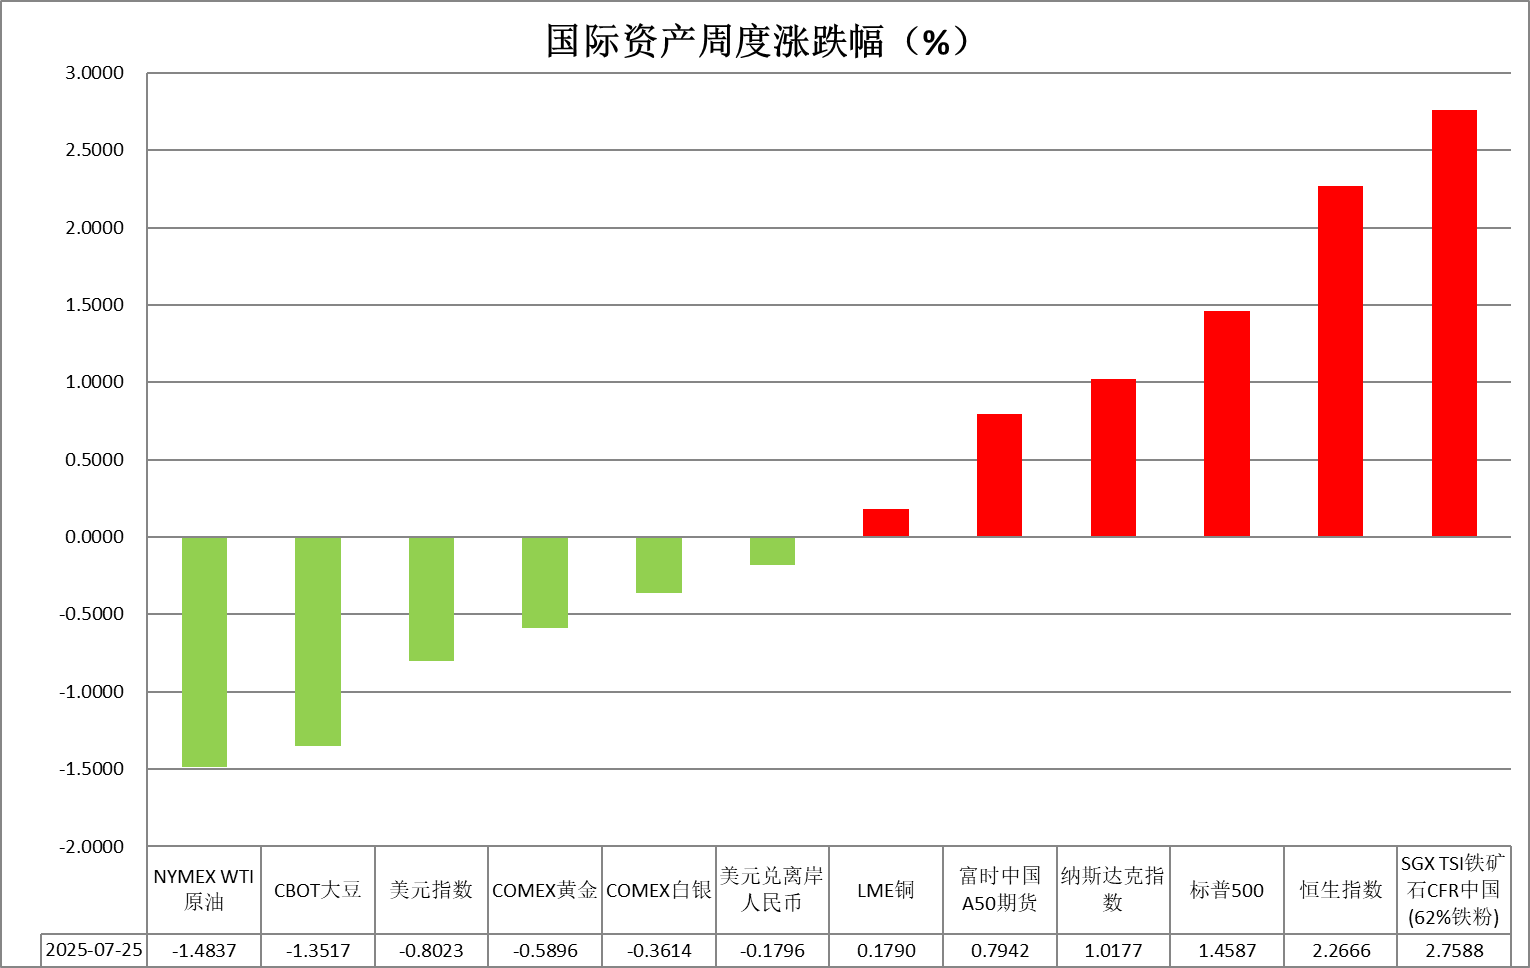 国际资产周度涨跌幅（%）
3.0000
2.5000
2.0000
1.5000
1.0000
0.5000
0.0000
-0.5000
-1.0000
-1.5000
-2.0000
NYMEX WTI
原油
CBOT大豆
美元指数
COMEX黄金
COMEX白银
美元兑离岸
人民币
LME铜
富时中国
A50期货
纳斯达克指
数
标普500
恒生指数
SGX TSI铁矿
石CFR中国
(62%铁粉)
2025-07-25 -1.4837 -1.3517 -0.8023 -0.5896 -0.3614 -0.1796 0.1790 0.7942 1.0177 1.4587 2.2666 2.7588